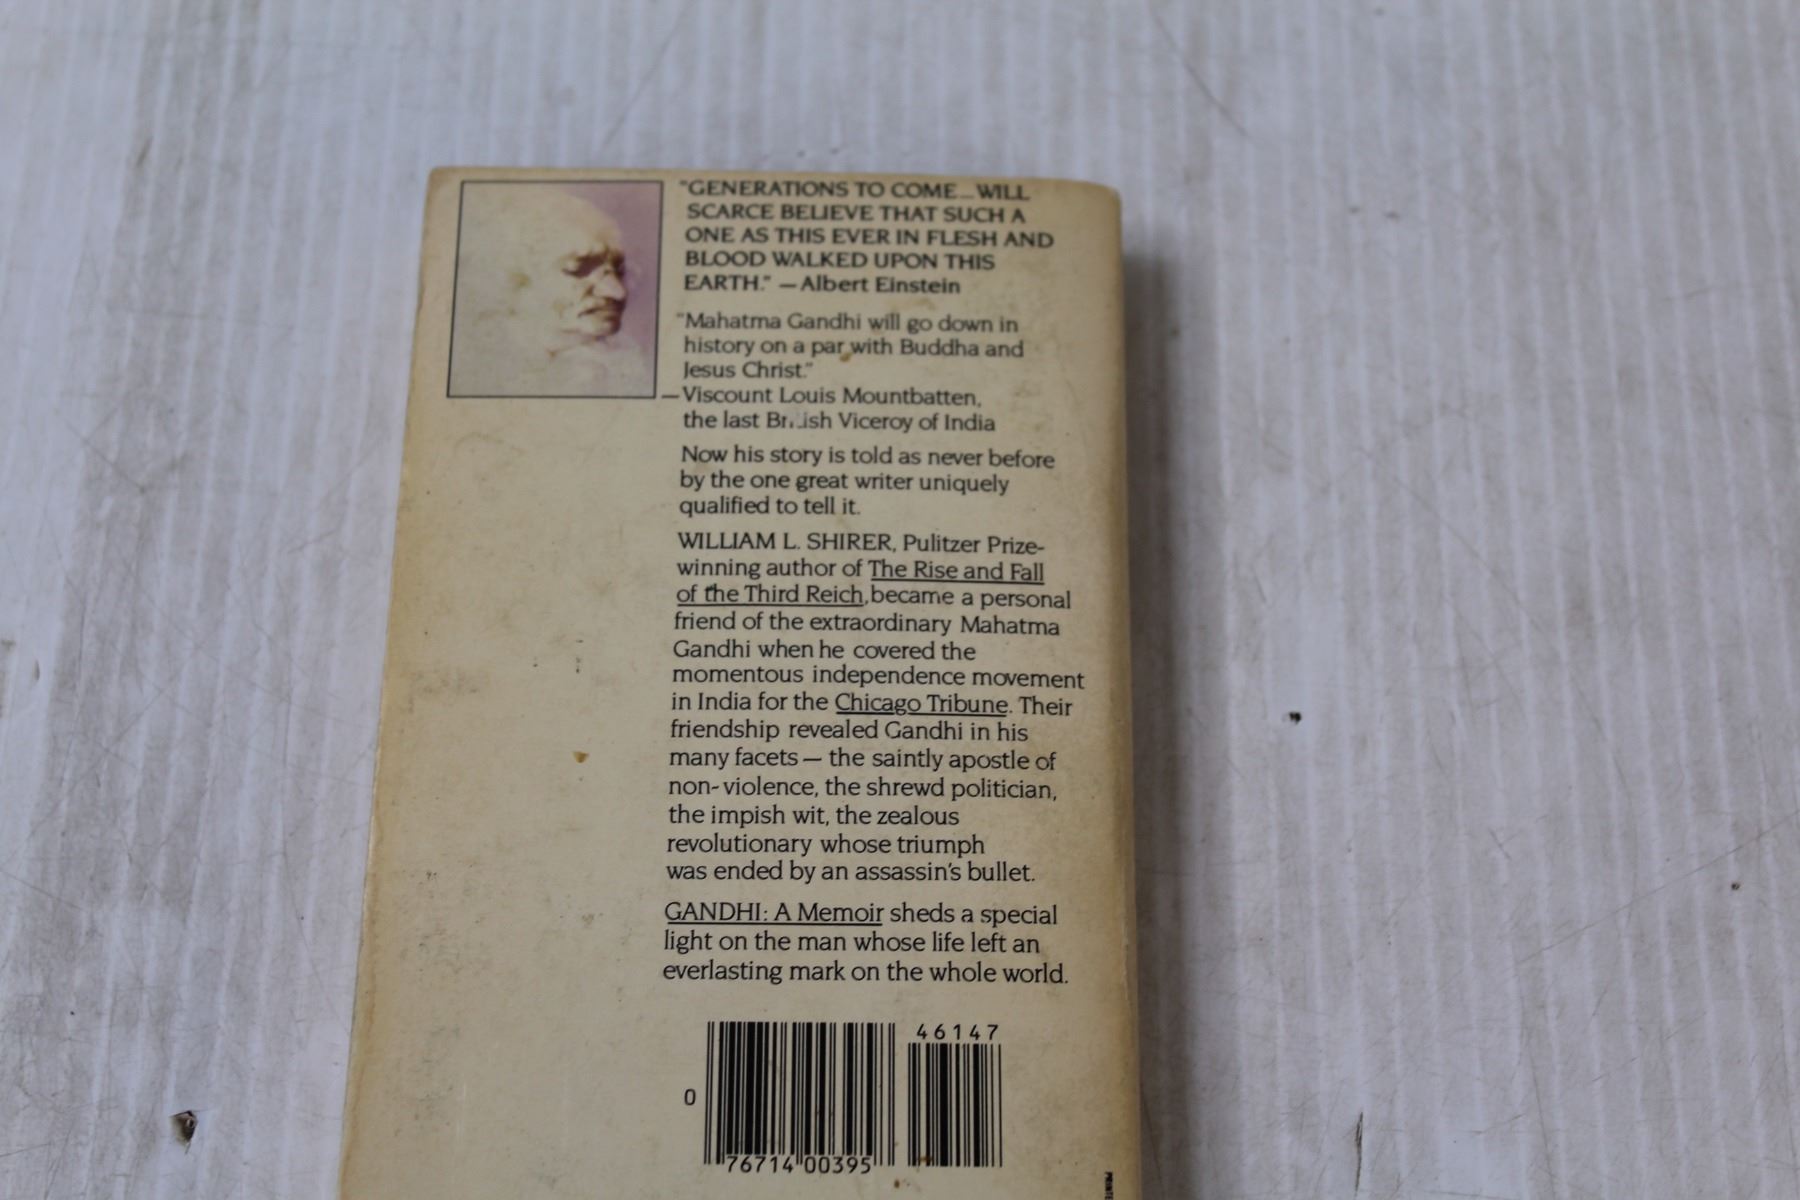 "GENERATIONS TO COME...WILL
SCARCE BELIEVE THAT SUCH A
ONE AS THIS EVER IN FLESH AND
BLOOD WALKED UPON THIS
EARTH." — Albert Einstein
"Mahatma Gandhi will go down in
history on a par with Buddha and
Jesus Christ."
—Viscount Louis Mountbatten,
the last British Viceroy of India
Now his story is told as never before
by the one great writer uniquely
qualified to tell it.
WILLIAM L. SHIRER, Pulitzer Prize-
winning author of The Rise and Fall
of the Third Reich, became a personal
friend of the extraordinary Mahatma
Gandhi when he covered the
momentous independence movement
in India for the Chicago Tribune. Their
friendship revealed Gandhi in his
many facets — the saintly apostle of
non-violence, the shrewd politician,
the impish wit, the zealous
revolutionary whose triumph
was ended by an assassin's bullet.
GANDHI: A Memoir sheds a special
light on the man whose life left an
everlasting mark on the whole world.
46147
0
76714 00395